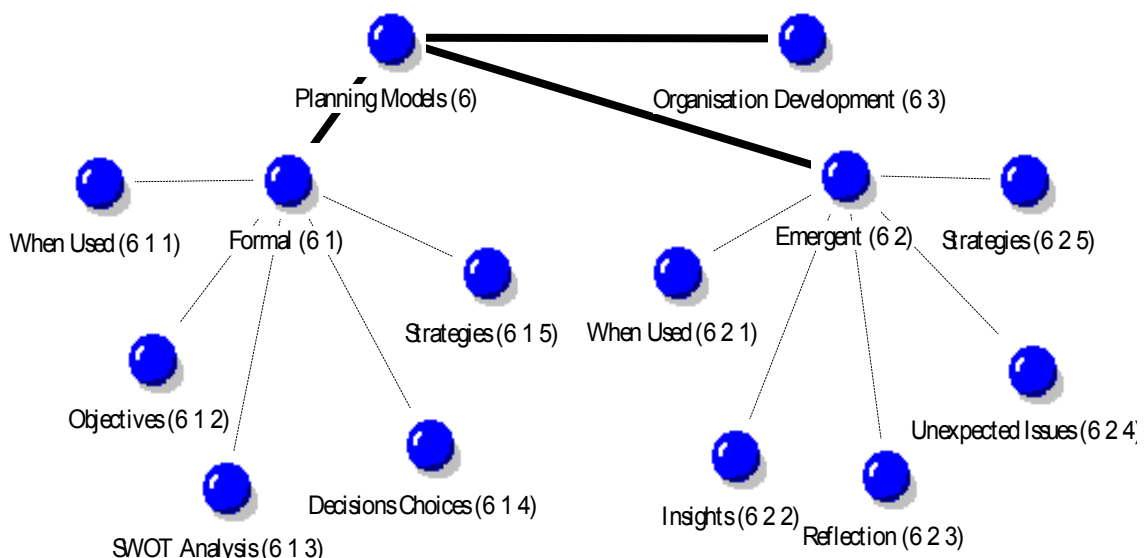 Planning Models (6)
Organisation Development (6 3)
When Used (6 1 1)
Formal (6 1)
Emergent (6 2)
Strategies (6 2 5)
Strategies (6 1 5)
When Used (6 2 1)
Objectives (6 1 2)
Unexpected Issues (6 2 4)
Decisions Choices (6 1 4)
Insights (6 2 2)
Reflection (6 2 3)
SWOT Analysis (6 1 3)